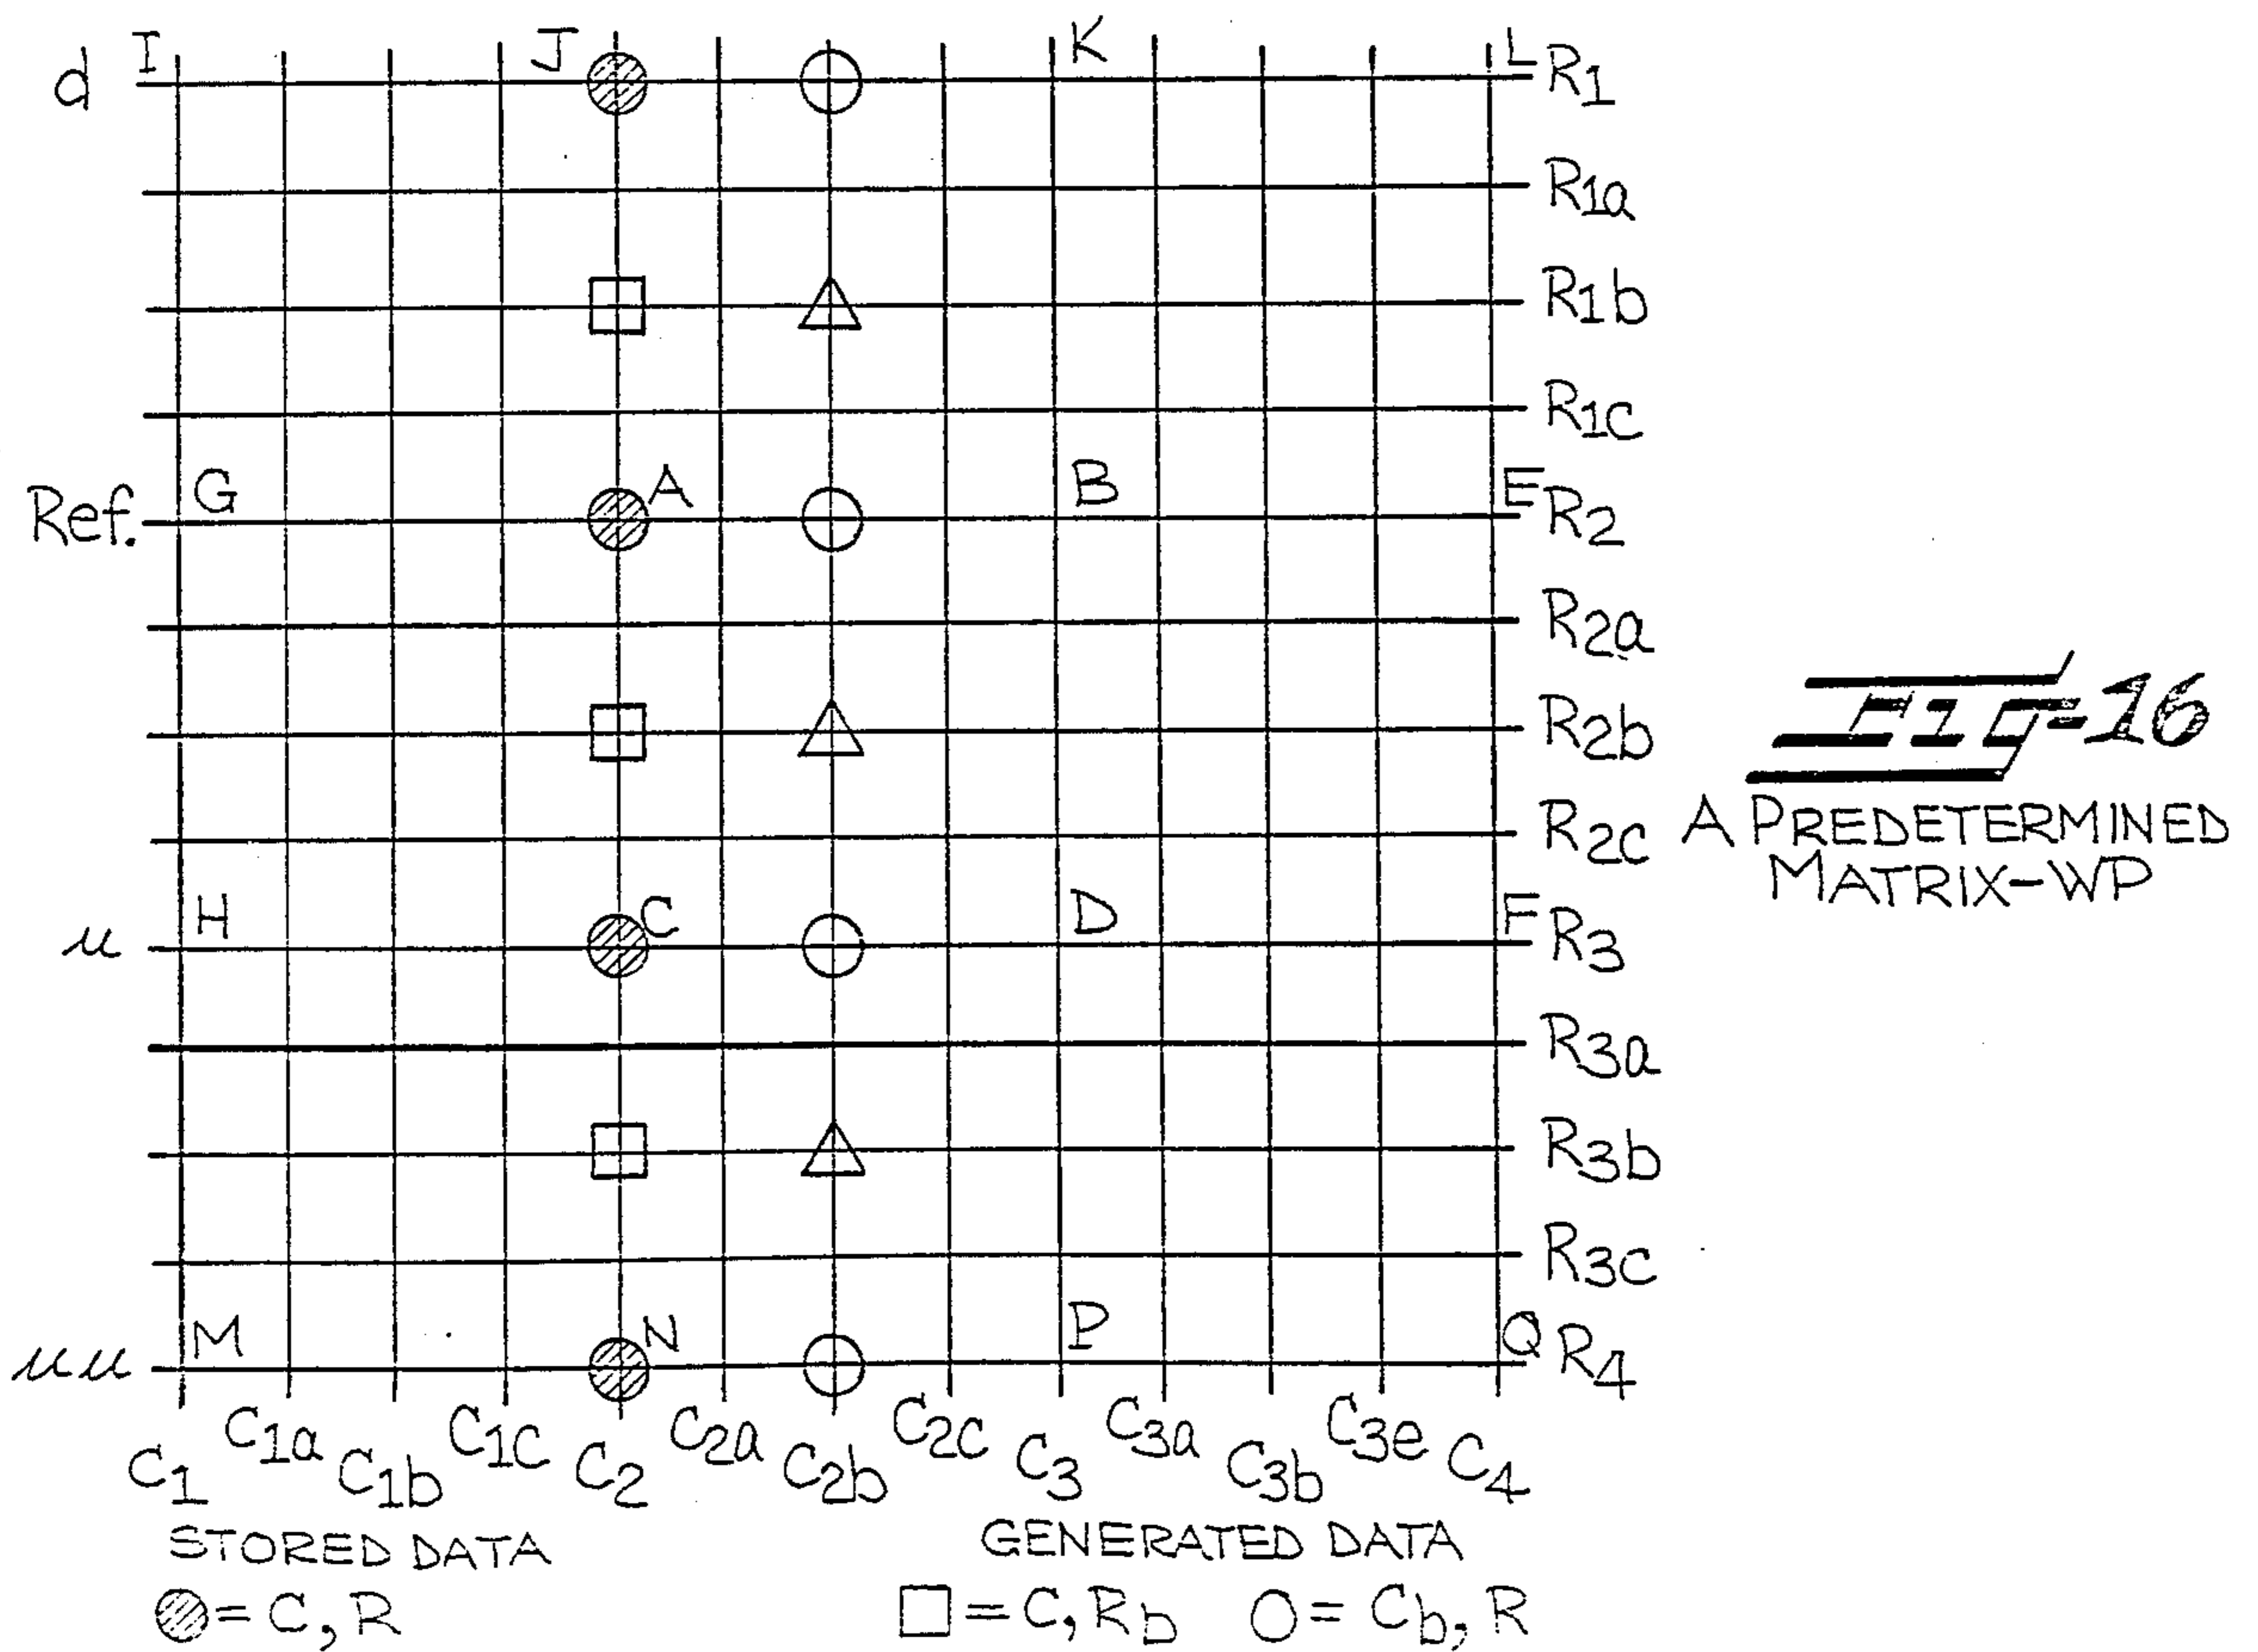 d I J K L R1
R1a
R1b
R1c
Ref. G A B E R2
R2a
R2b
R2c
u H C D F R3
R3a
R3b
R3c
uu M N P Q R4
C1 C1a C1b C1c C2 C2a C2b C2c C3 C3a C3b C3e C4
STORED DATA
= C, R
GENERATED DATA
□ = C, Rb ○ = Cb, R
Fig-16
A PREDETERMINED
MATRIX-WP